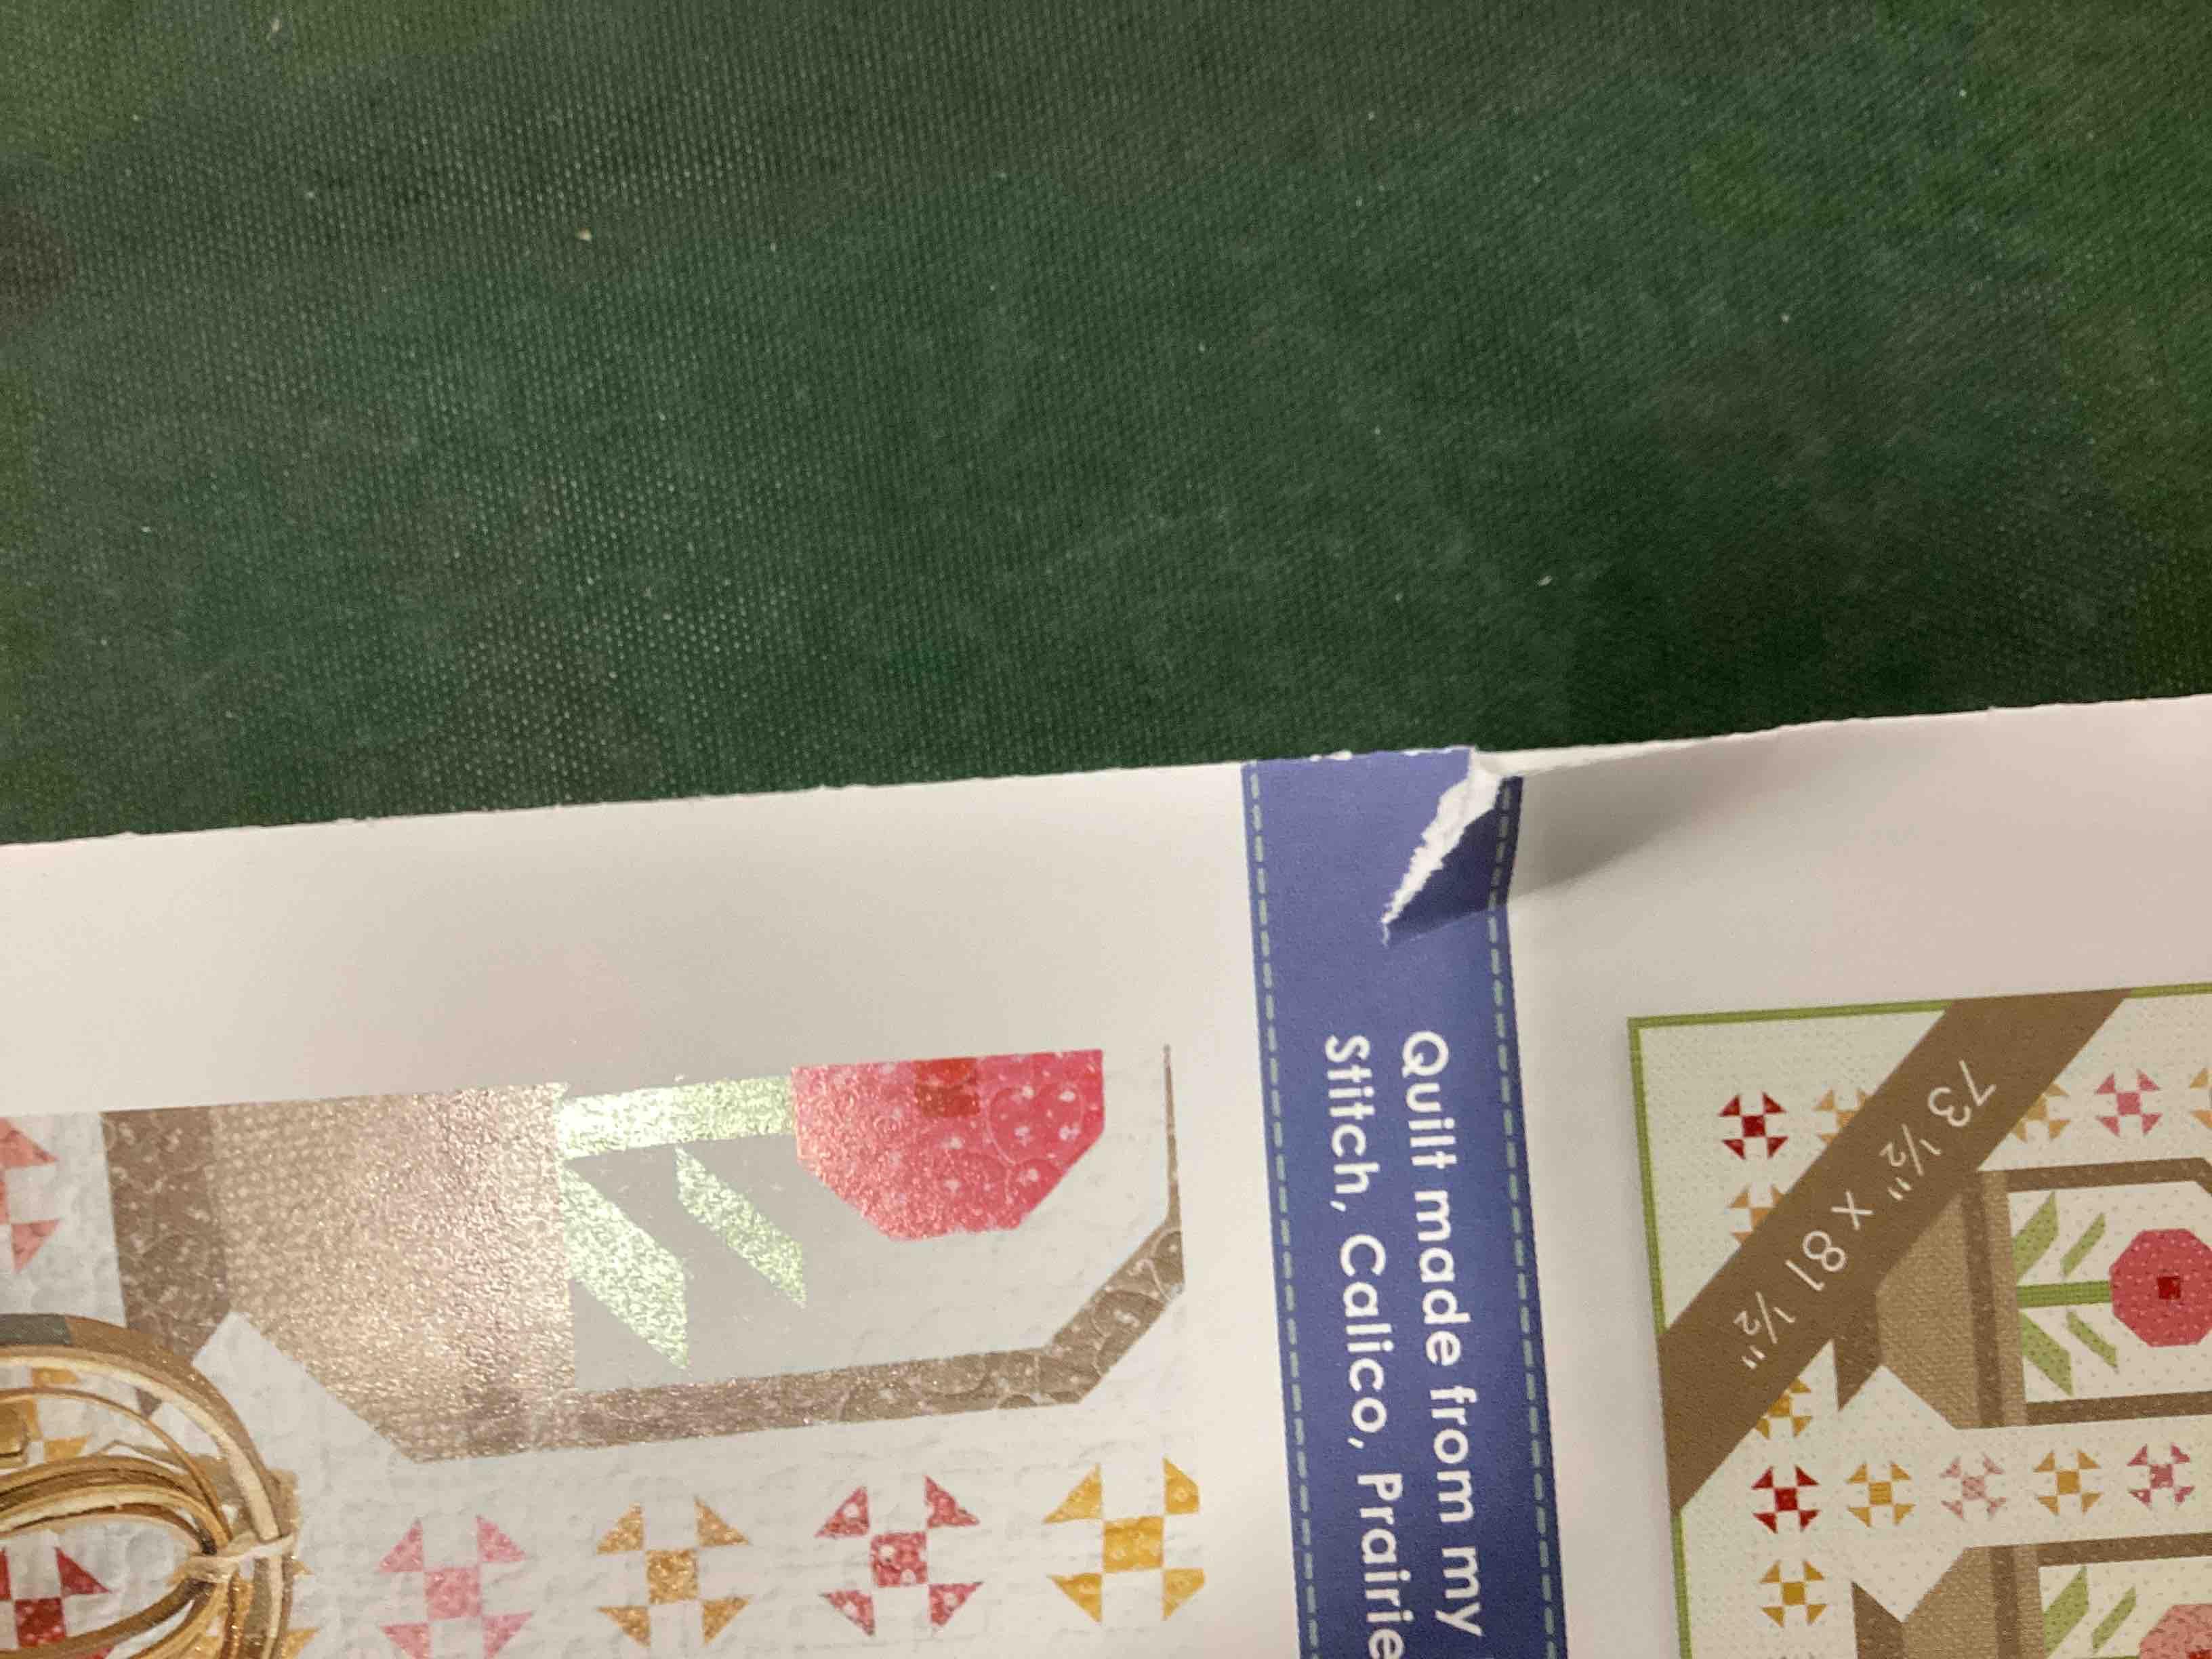 Quilt made from my
Stitch, Calico, Prairie
73 ½" x 81 ½"